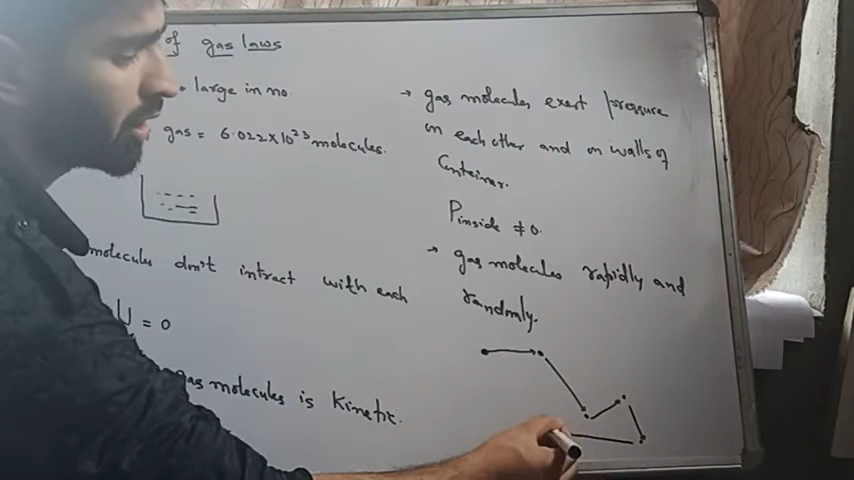 of gas laws
large in no.
gas = 6.022x10²³ molecules.
molecules don't intract with each
U = 0
gas molecules is kinetic.
→ gas molecules exert pressure
on each other and on walls of
Container.
Pinside ≠ 0.
→ gas molecules rapidly and
randomly.